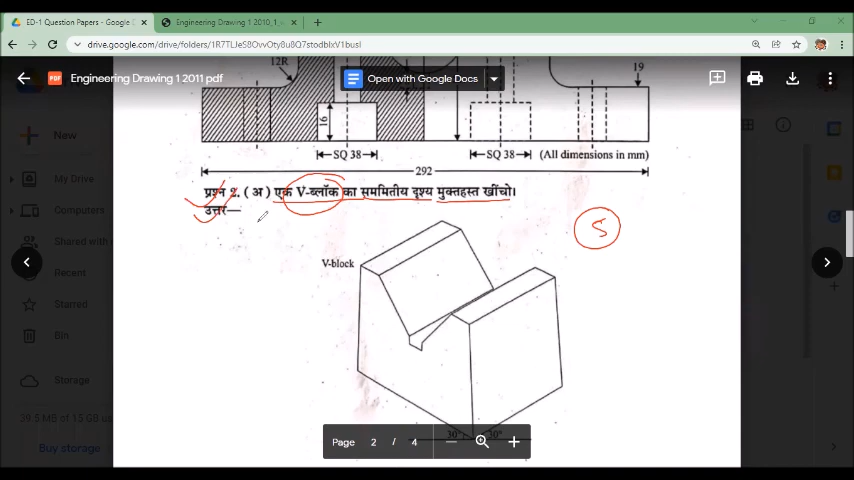 ED-1 Question Papers - Google D
Engineering Drawing 1 2010_1_w
drive.google.com/drive/folders/1R7TLJeS8OvvOty8u8Q7stodblxV1busl
Engineering Drawing 1 2011.pdf
Open with Google Docs
New
My Drive
Computers
Shared with
Recent
Starred
Bin
Storage
39.5 MB of 15 GB used
Buy storage
12R
19
16
SQ 38
SQ 38
(All dimensions in mm)
292
प्रश्न 2. ( अ ) एक V-ब्लॉक का सममितीय दृश्य मुक्तहस्त खींचो।
उत्तर—
5
V-block
30°
30°
Page 2 / 4